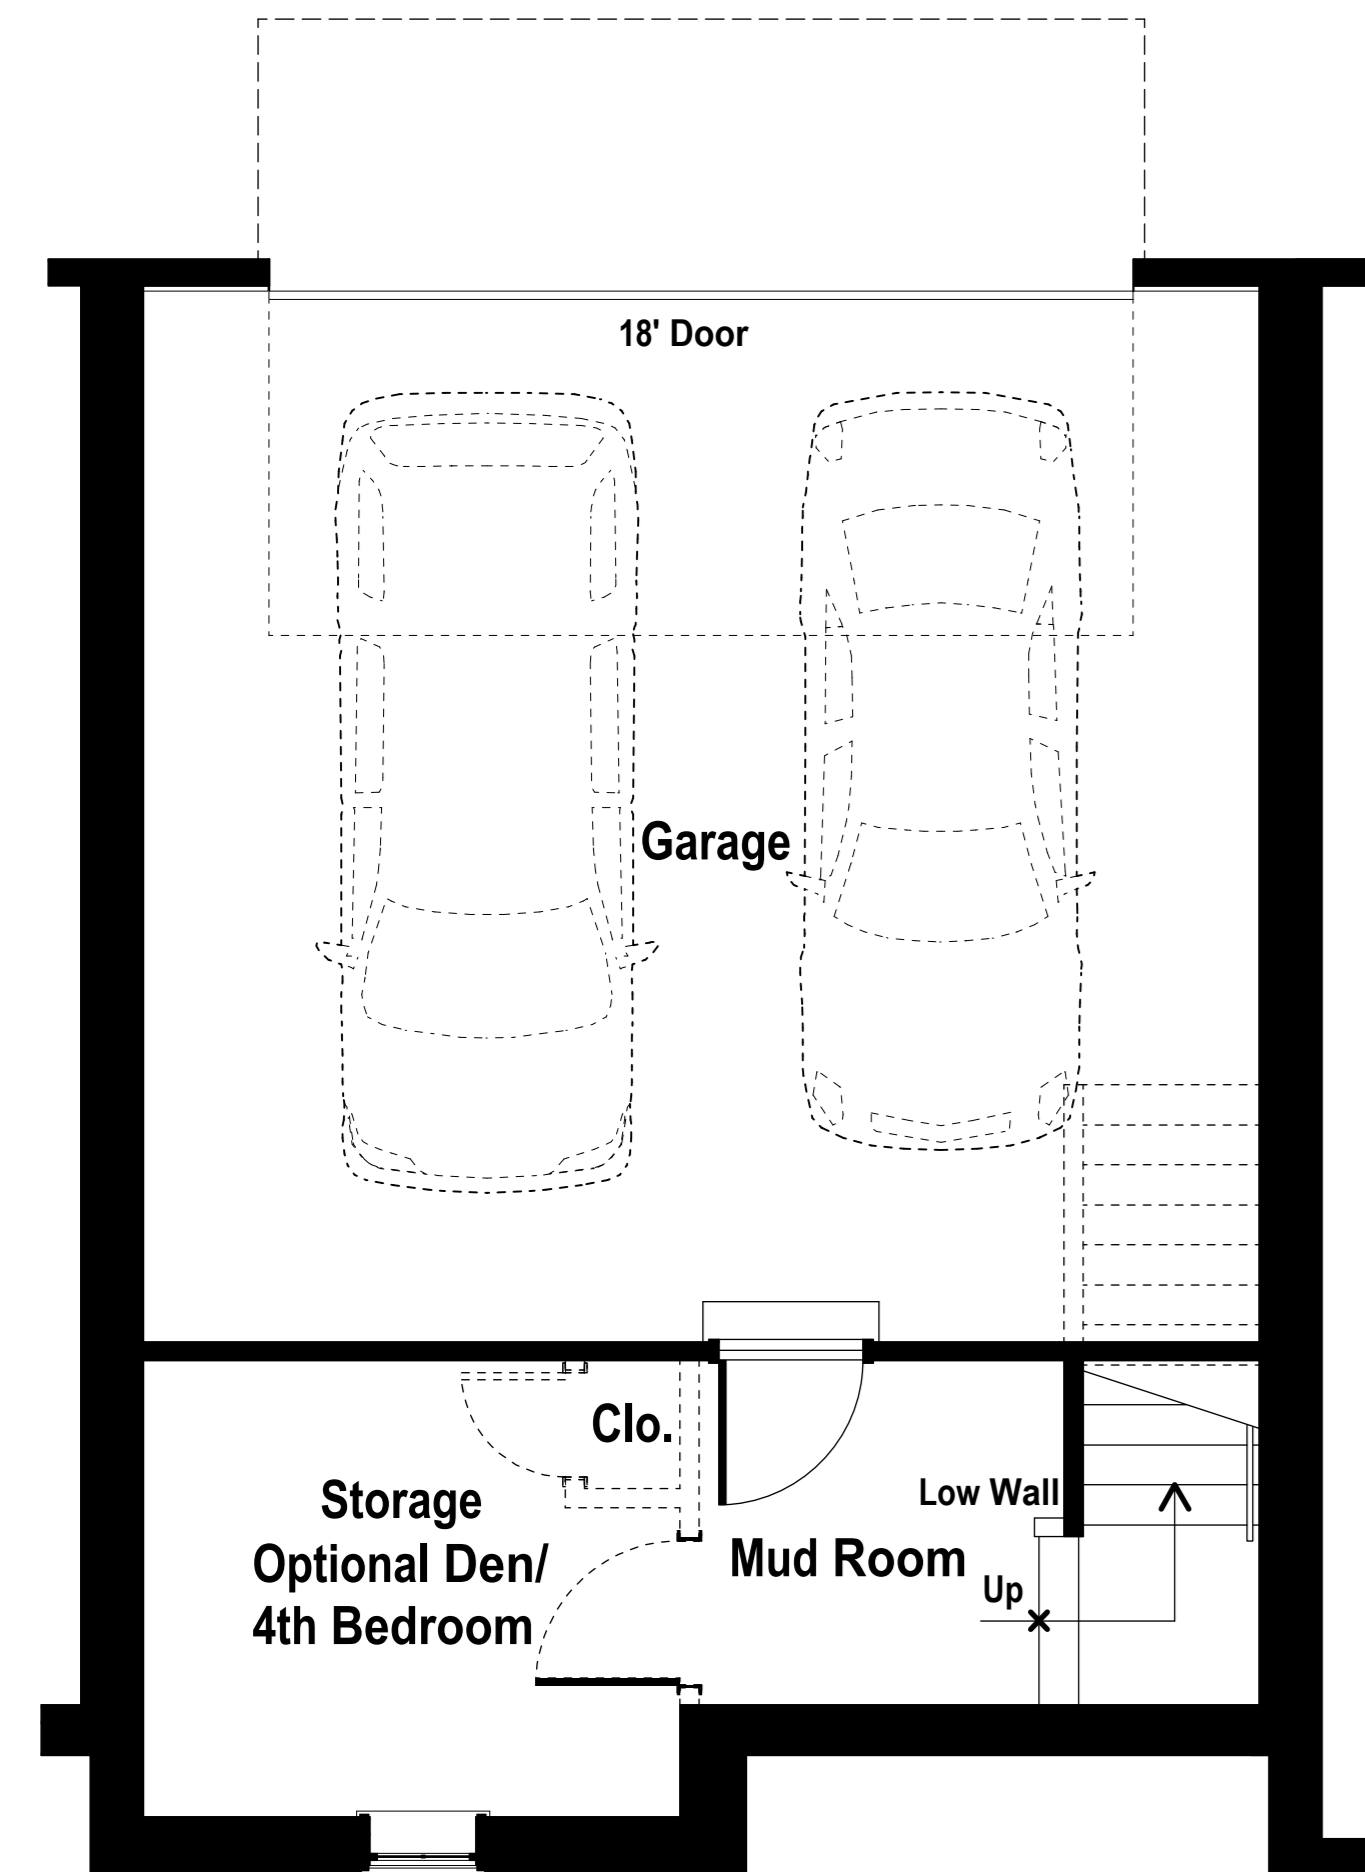 18' Door
Garage
Clo.
Storage
Optional Den/
4th Bedroom
Low Wall
Mud Room
Up